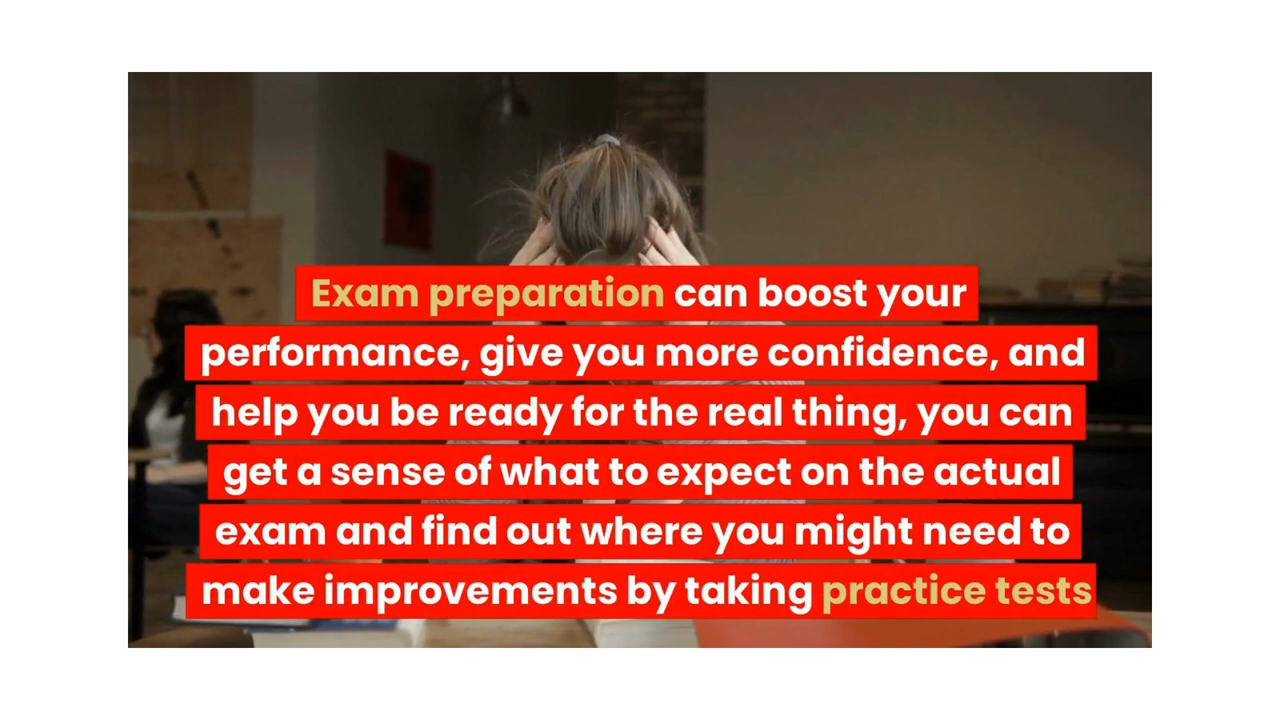 Exam preparation can boost your
performance, give you more confidence, and
help you be ready for the real thing, you can
get a sense of what to expect on the actual
exam and find out where you might need to
make improvements by taking practice tests